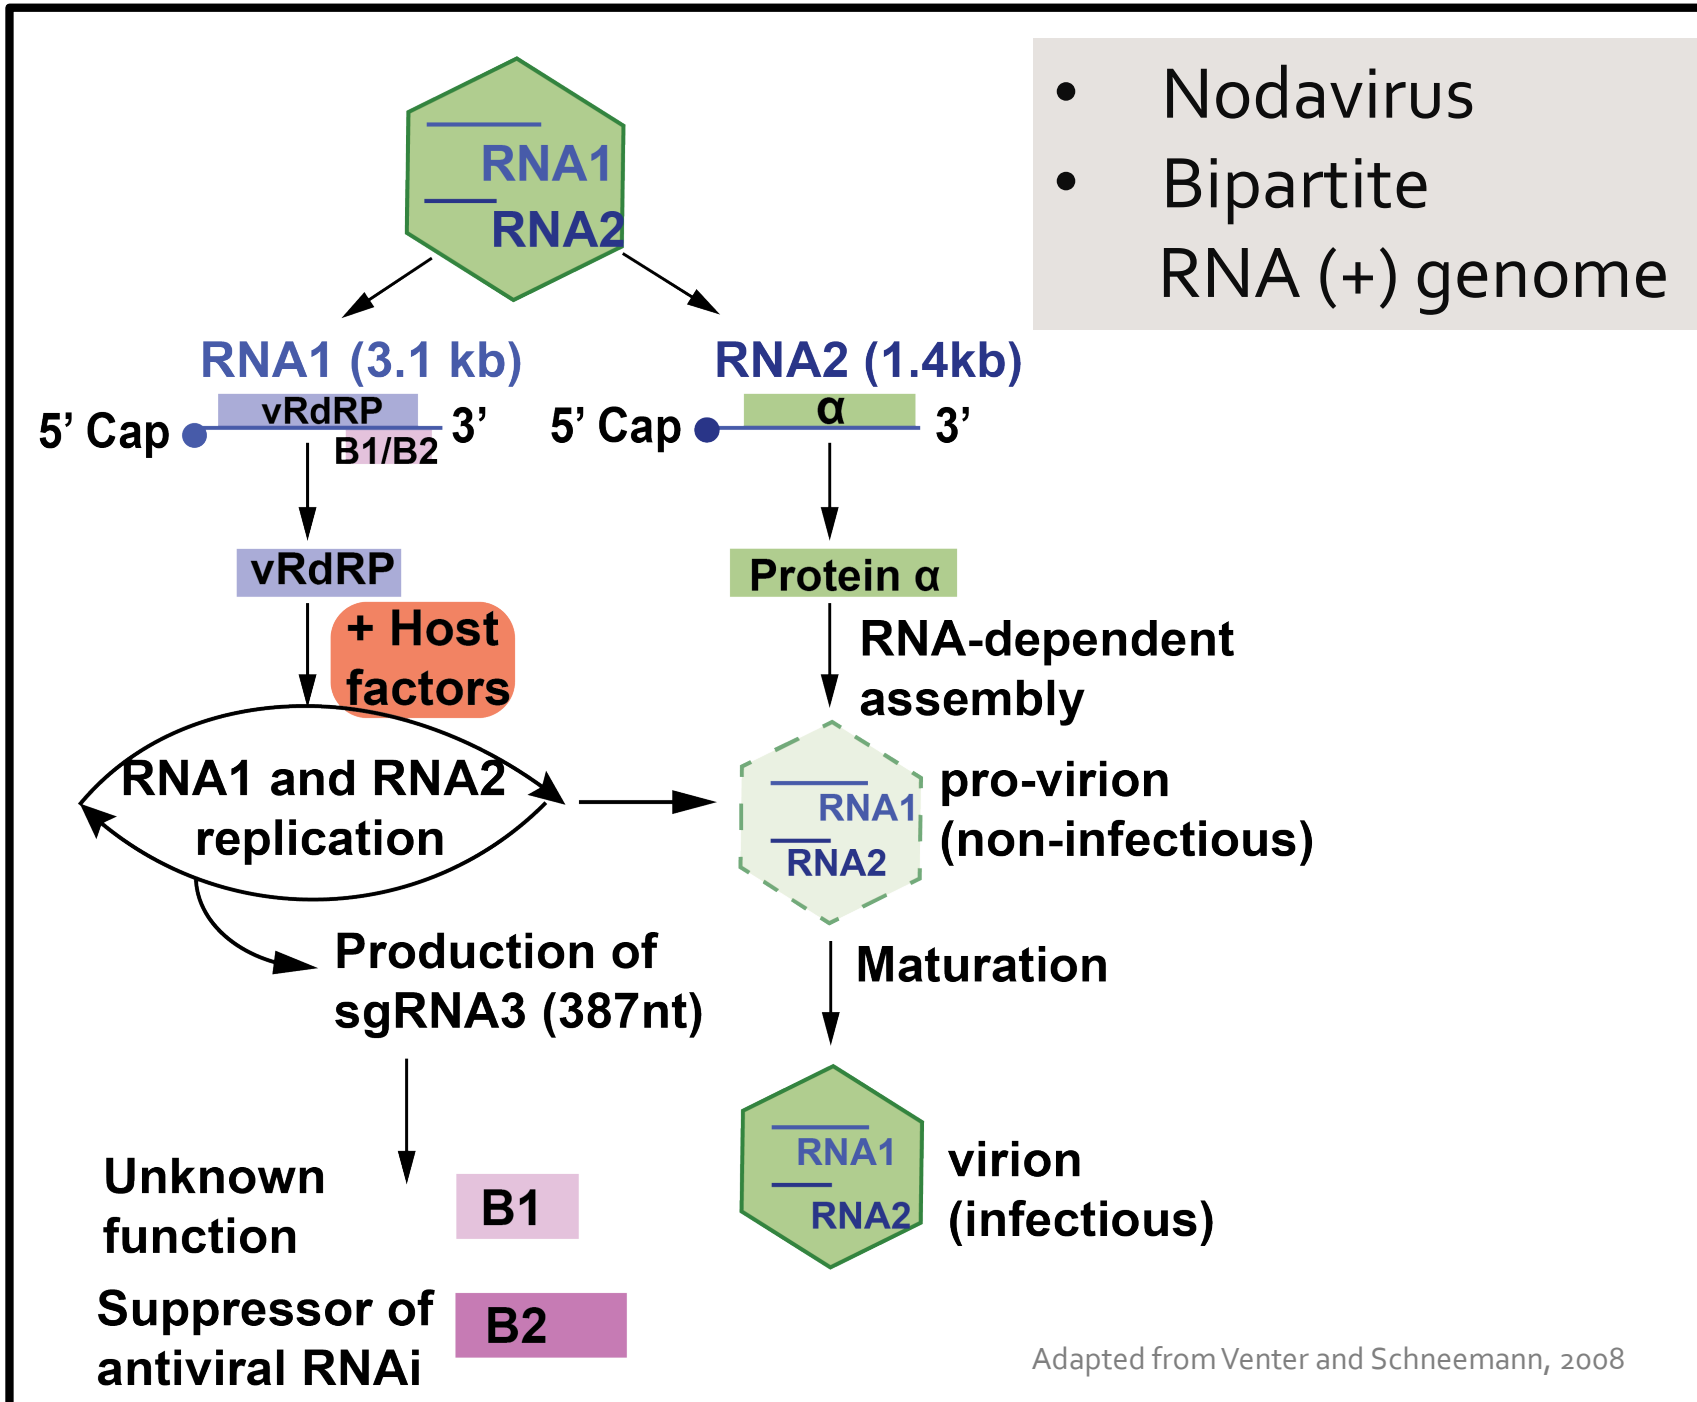 • Nodavirus
• Bipartite
RNA (+) genome
RNA1
RNA2
RNA1 (3.1 kb)
RNA2 (1.4kb)
5’ Cap
vRdRP
3’
B1/B2
5’ Cap
α
3’
vRdRP
Protein α
+ Host
factors
RNA-dependent
assembly
RNA1 and RNA2
replication
RNA1
RNA2
pro-virion
(non-infectious)
Production of
sgRNA3 (387nt)
Maturation
Unknown
function
B1
RNA1
RNA2
virion
(infectious)
Suppressor of
antiviral RNAi
B2
Adapted from Venter and Schneemann, 2008